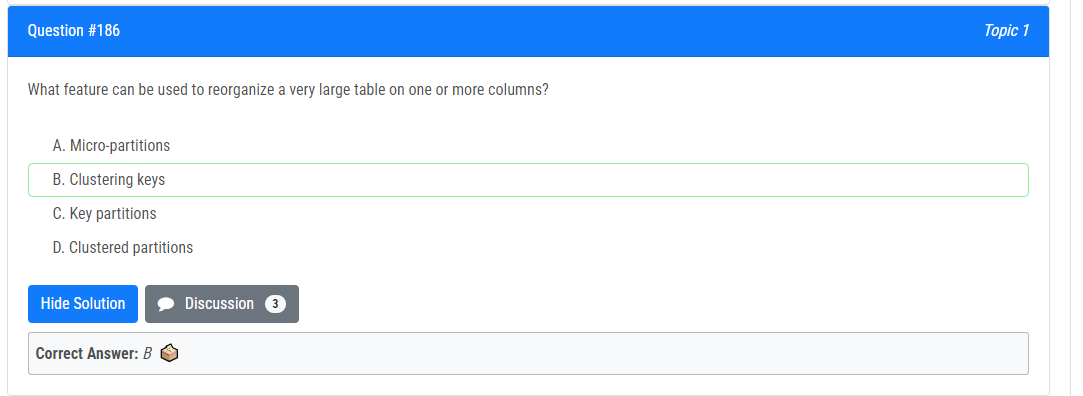 Question #186
Topic 1
What feature can be used to reorganize a very large table on one or more columns?
A. Micro-partitions
B. Clustering keys
C. Key partitions
D. Clustered partitions
Hide Solution
Discussion 3
Correct Answer: B